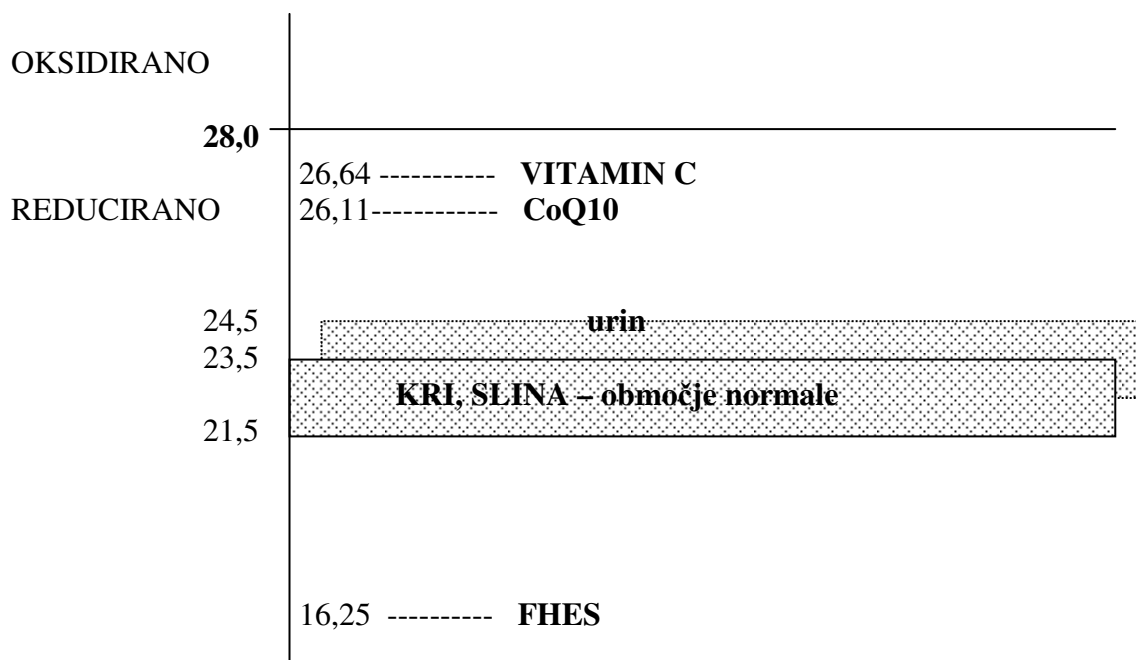 OKSIDIRANO
28,0
26,64 ----------- VITAMIN C
REDUCIRANO 26,11------------ CoQ10
24,5 urin
23,5
KRI, SLINA – območje normale
21,5
16,25 ---------- FHES